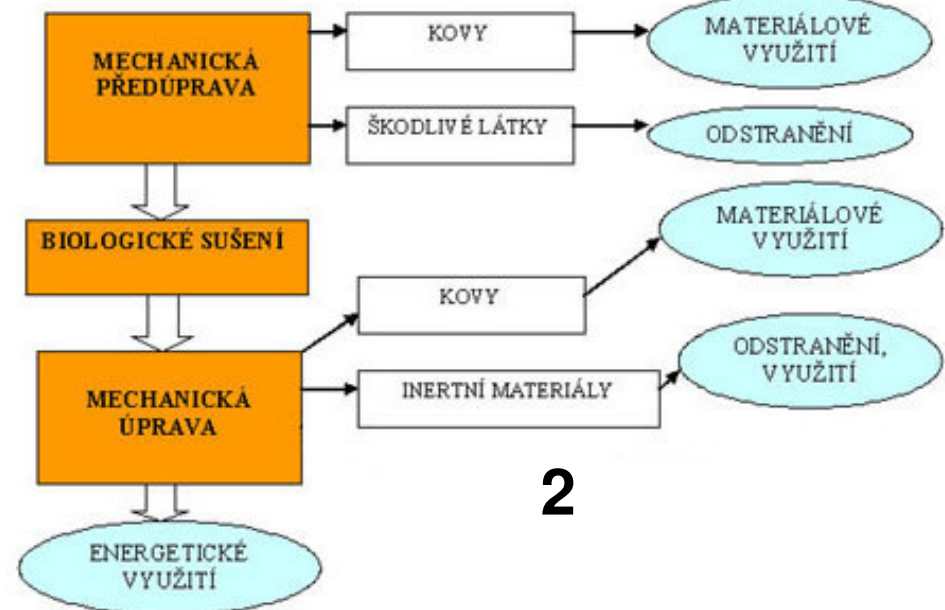 MECHANICKÁ
PŘEDÚPRAVA
KOVY
MATERIÁLOVÉ
VYUŽITÍ
ŠKODLIVÉ LÁTKY
ODSTRANĚNÍ
BIOLOGICKÉ SUŠENÍ
KOVY
MATERIÁLOVÉ
VYUŽITÍ
MECHANICKÁ
ÚPRAVA
INERTNÍ MATERIÁLY
ODSTRANĚNÍ,
VYUŽITÍ
2
ENERGETICKÉ
VYUŽITÍ